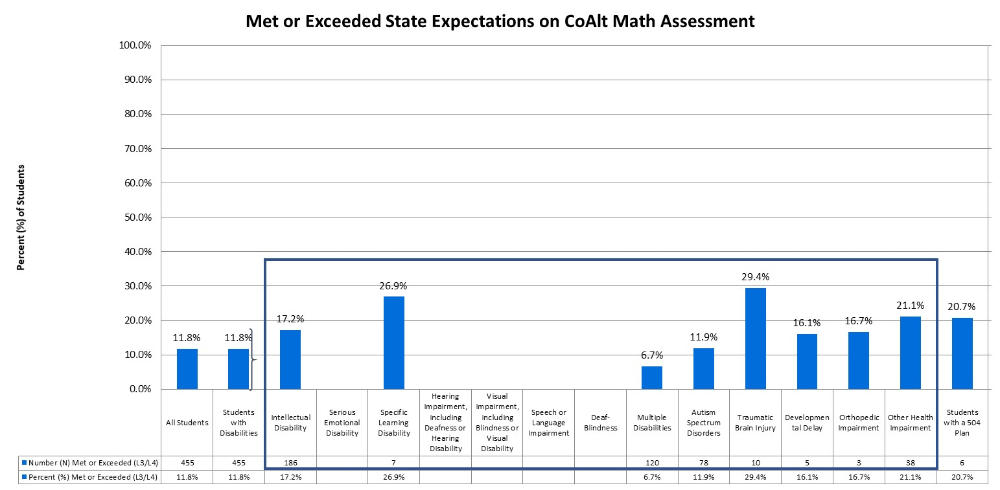 Met or Exceeded State Expectations on CoAlt Math Assessment
Percent (%) of Students
100.0%
90.0%
80.0%
70.0%
60.0%
50.0%
40.0%
30.0%
20.0%
10.0%
0.0%
11.8%
11.8%
17.2%
26.9%
6.7%
11.9%
29.4%
16.1%
16.7%
21.1%
20.7%
All Students
Students
with
Disabilities
Intellectual
Disability
Serious
Emotional
Disability
Specific
Learning
Disability
Hearing
Impairment,
including
Deafness or
Hearing
Disability
Visual
Impairment,
including
Blindness or
Visual
Disability
Speech or
Language
Impairment
Deaf-
Blindness
Multiple
Disabilities
Autism
Spectrum
Disorders
Traumatic
Brain Injury
Developmen
tal Delay
Orthopedic
Impairment
Other Health
Impairment
Students
with a 504
Plan
Number (N) Met or Exceeded (L3/L4) 455 455 186 7 120 78 10 5 3 38 6
Percent (%) Met or Exceeded (L3/L4) 11.8% 11.8% 17.2% 26.9% 6.7% 11.9% 29.4% 16.1% 16.7% 21.1% 20.7%